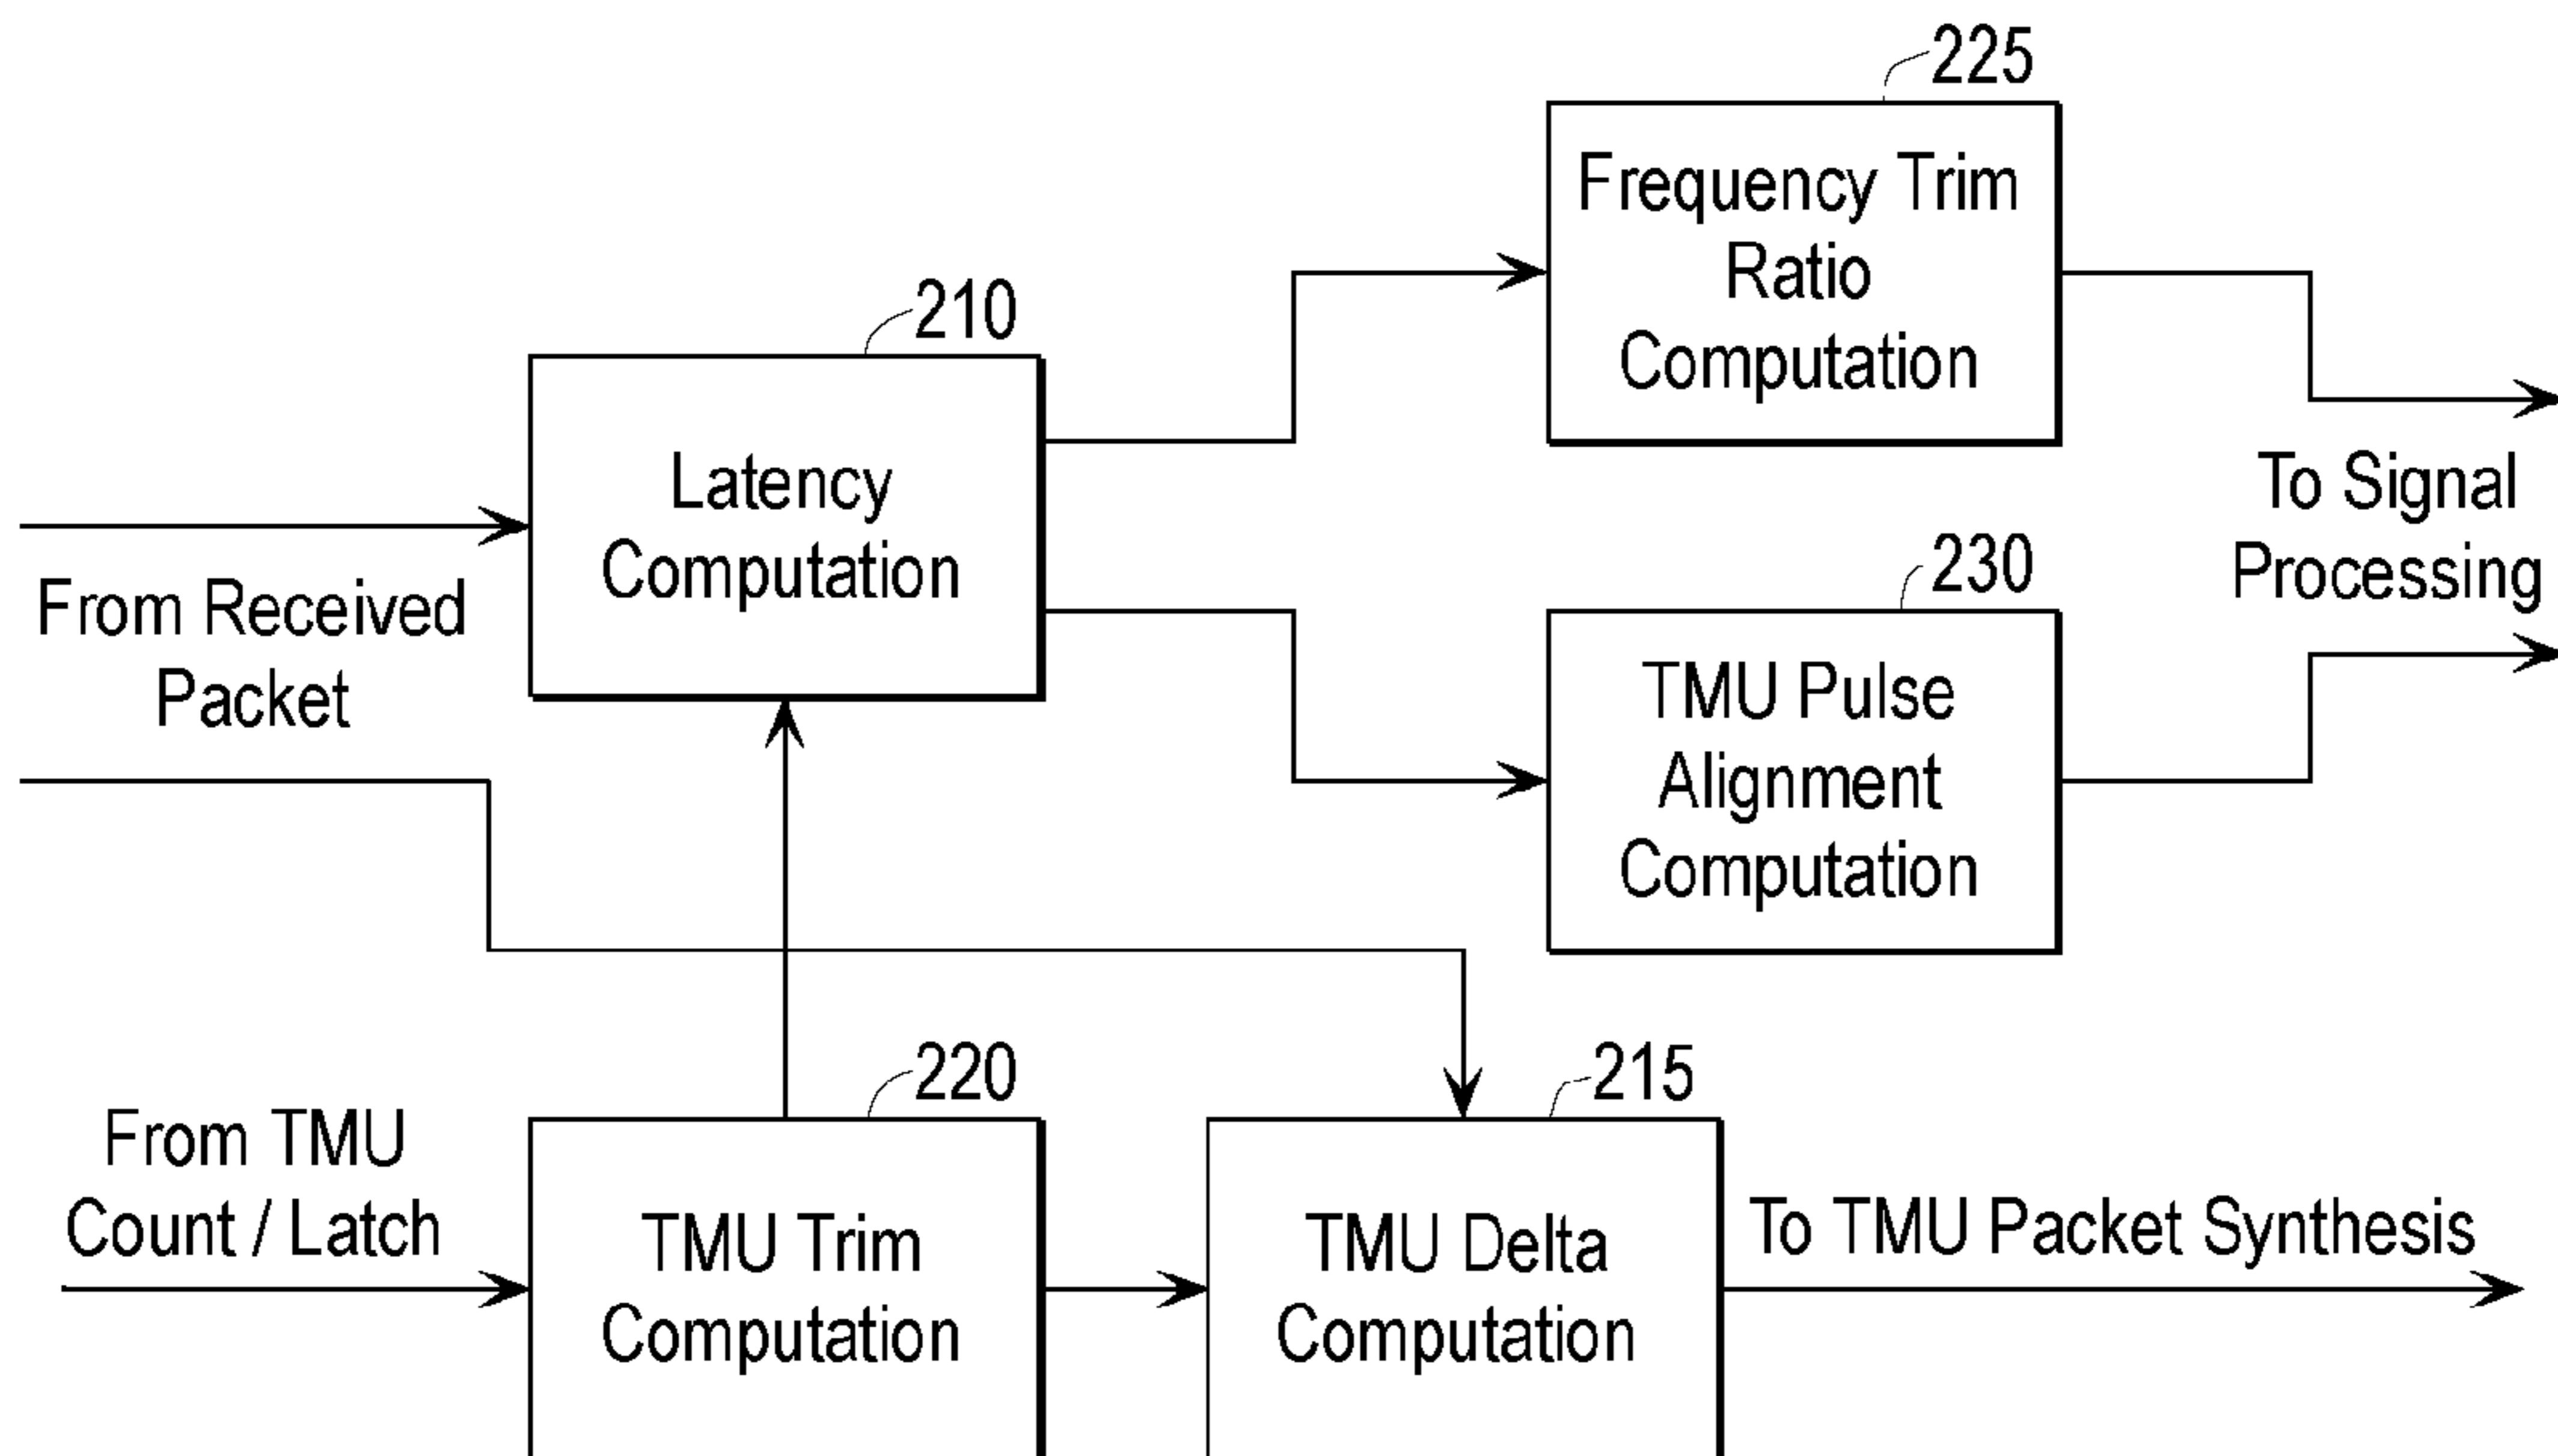 225
Frequency Trim
Ratio
Computation
210
Latency
Computation
To Signal
Processing
From Received
Packet
230
TMU Pulse
Alignment
Computation
220
215
From TMU
Count / Latch
TMU Trim
Computation
TMU Delta
Computation
To TMU Packet Synthesis